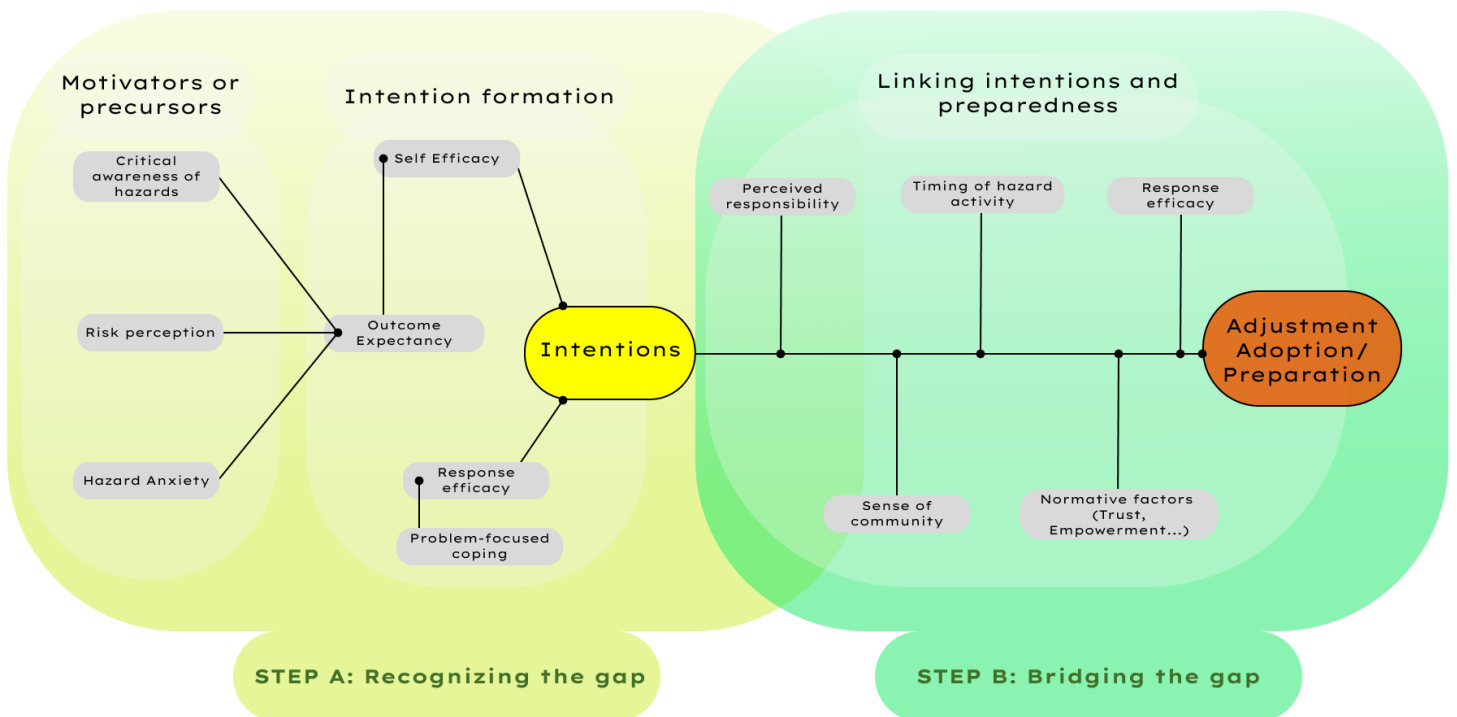 Motivators or
precursors
Critical
awareness of
hazards
Risk perception
Hazard Anxiety
Intention formation
Self Efficacy
Outcome
Expectancy
Intentions
Response
efficacy
Problem-focused
coping
Linking intentions and
preparedness
Perceived
responsibility
Timing of hazard
activity
Response
efficacy
Sense of
community
Normative factors
(Trust,
Empowerment...)
Adjustment
Adoption/
Preparation
STEP A: Recognizing the gap
STEP B: Bridging the gap